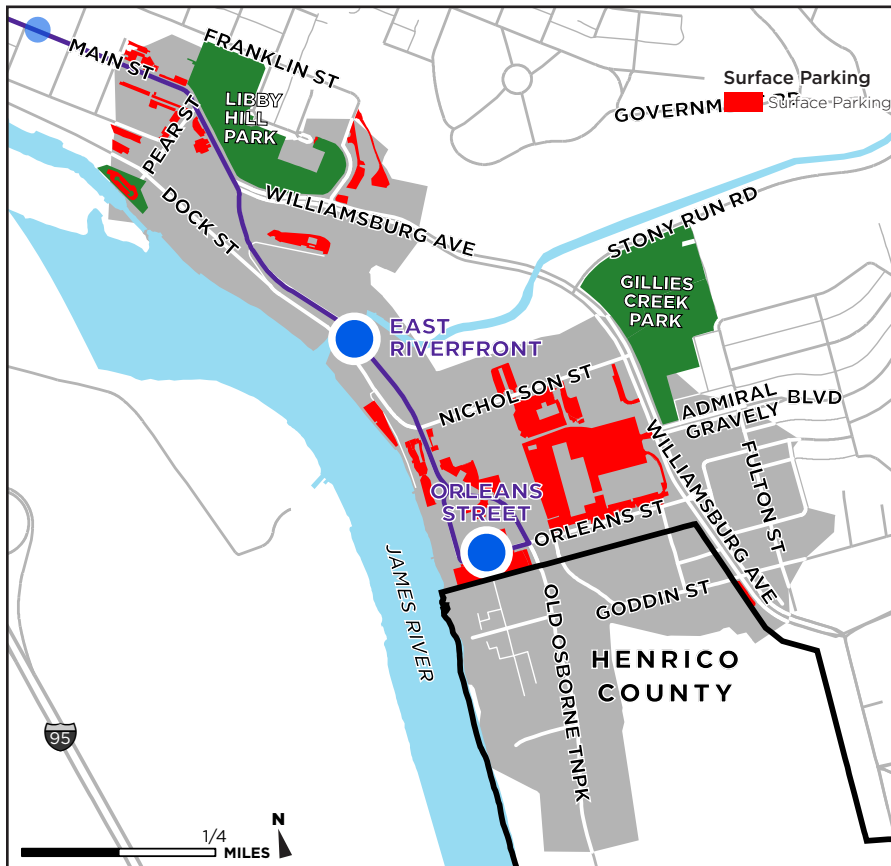 FRANKLIN ST
MAIN ST
Surface Parking
Surface Parking
LIBBY
HILL
PARK
GOVERNMENT RD
PEAR ST
DOCK ST
WILLIAMSBURG AVE
STONY RUN RD
GILLIES
CREEK
PARK
EAST
RIVERFRONT
NICHOLSON ST
ADMIRAL
GRAVELY
BLVD
WILLIAMSBURG AVE
FULTON ST
ORLEANS
STREET
ORLEANS ST
JAMES RIVER
GODDIN ST
OLD OSBORNE TNPK
HENRICO
COUNTY
95
1/4
MILES
N